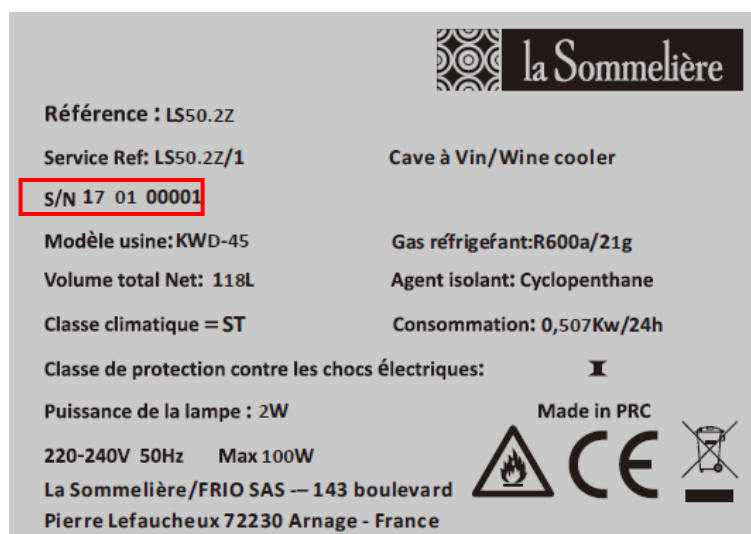 la Sommelière
Référence : LS50.2Z
Service Ref: LS50.2Z/1 Cave à Vin/Wine cooler
S/N 17 01 00001
Modèle usine: KWD-45 Gas réfrigeŕant:R600a/21g
Volume total Net: 118L Agent isolant: Cyclopenthane
Classe climatique = ST Consommation: 0,507Kw/24h
Classe de protection contre les chocs électriques: I
Puissance de la lampe : 2W Made in PRC
220-240V 50Hz Max 100W
CE
La Sommelière/FRIO SAS -– 143 boulevard
Pierre Lefaucheux 72230 Arnage - France